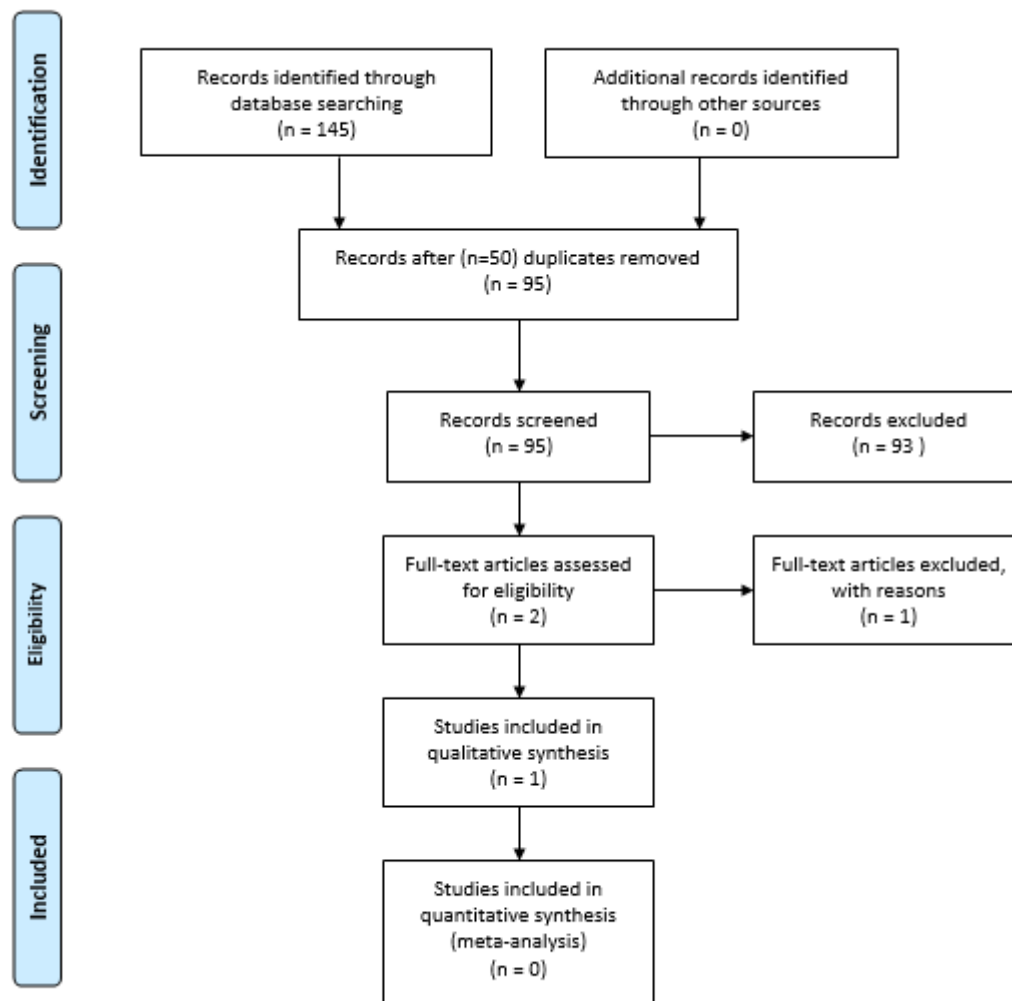 Identification
Records identified through
database searching
(n = 145)
Additional records identified
through other sources
(n = 0)
Records after (n=50) duplicates removed
(n = 95)
Screening
Records screened
(n = 95)
Records excluded
(n = 93 )
Eligibility
Full-text articles assessed
for eligibility
(n = 2)
Full-text articles excluded,
with reasons
(n = 1)
Studies included in
qualitative synthesis
(n = 1)
Included
Studies included in
quantitative synthesis
(meta-analysis)
(n = 0)